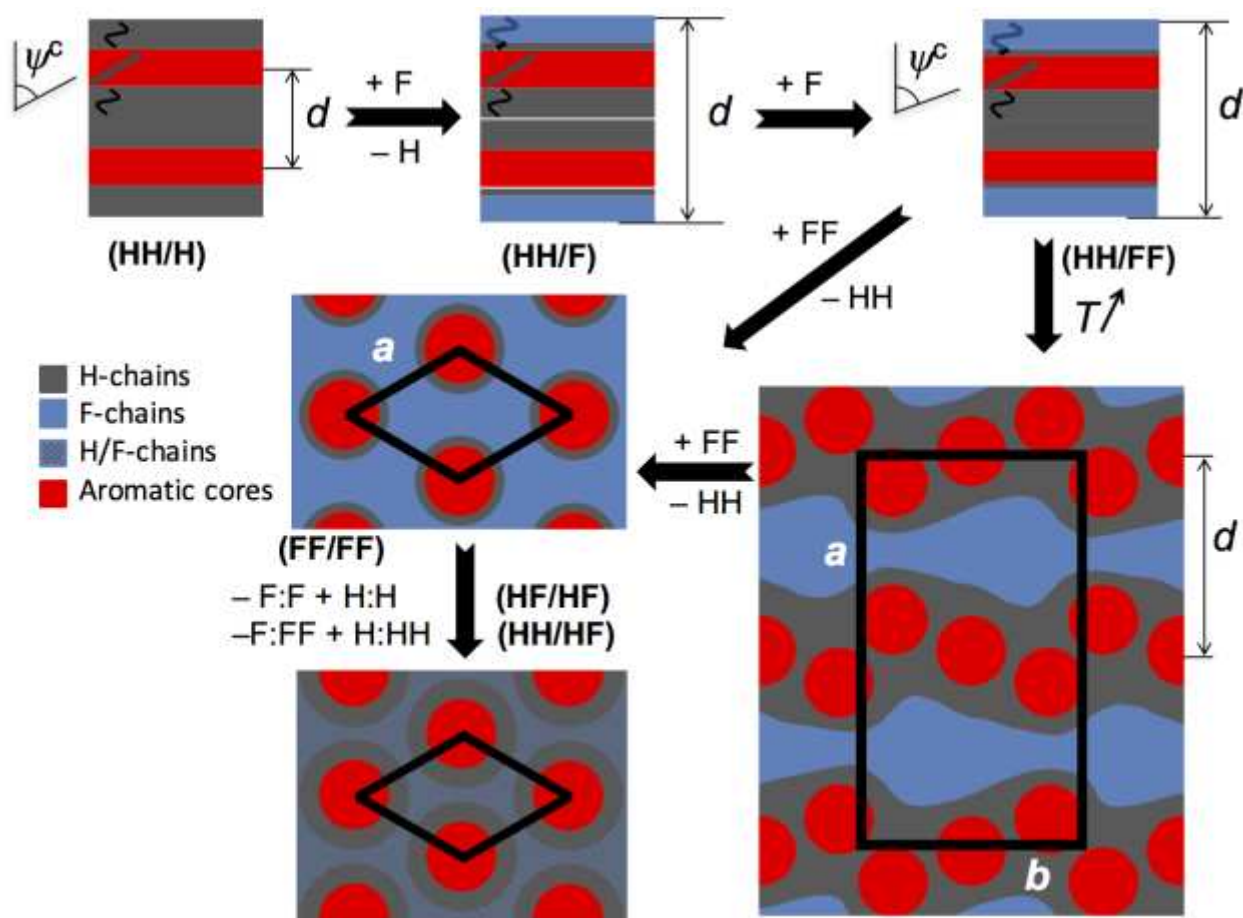 ψᶜ
d
+ F
– H
d
+ F
ψᶜ
d
(HH/H)
(HH/F)
(HH/FF)
+ FF
– HH
T↗
a
H-chains
F-chains
H/F-chains
Aromatic cores
+ FF
– HH
a
d
b
(FF/FF)
– F:F + H:H
–F:FF + H:HH
(HF/HF)
(HH/HF)